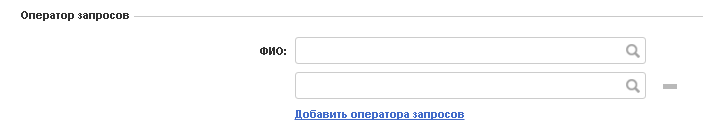 Оператор запросов
ФИО:
Добавить оператора запросов